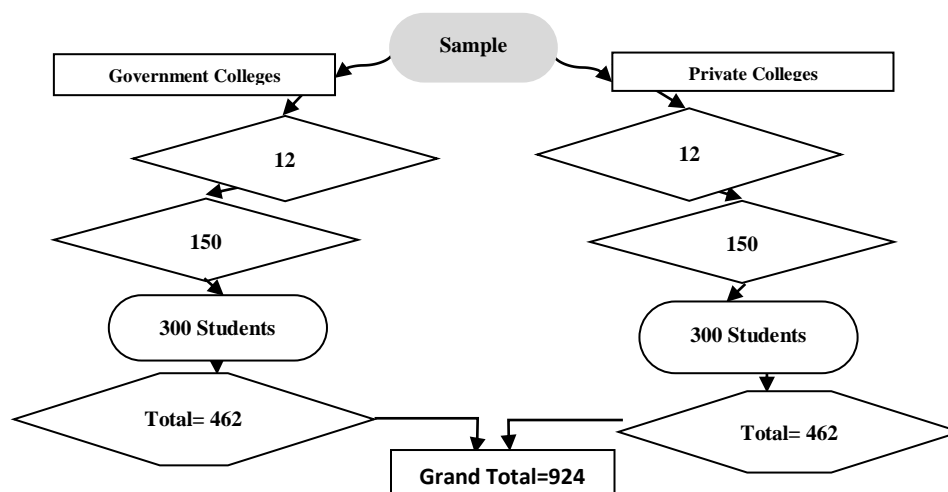 Sample
Government Colleges
Private Colleges
12
12
150
150
300 Students
300 Students
Total= 462
Total= 462
Grand Total=924